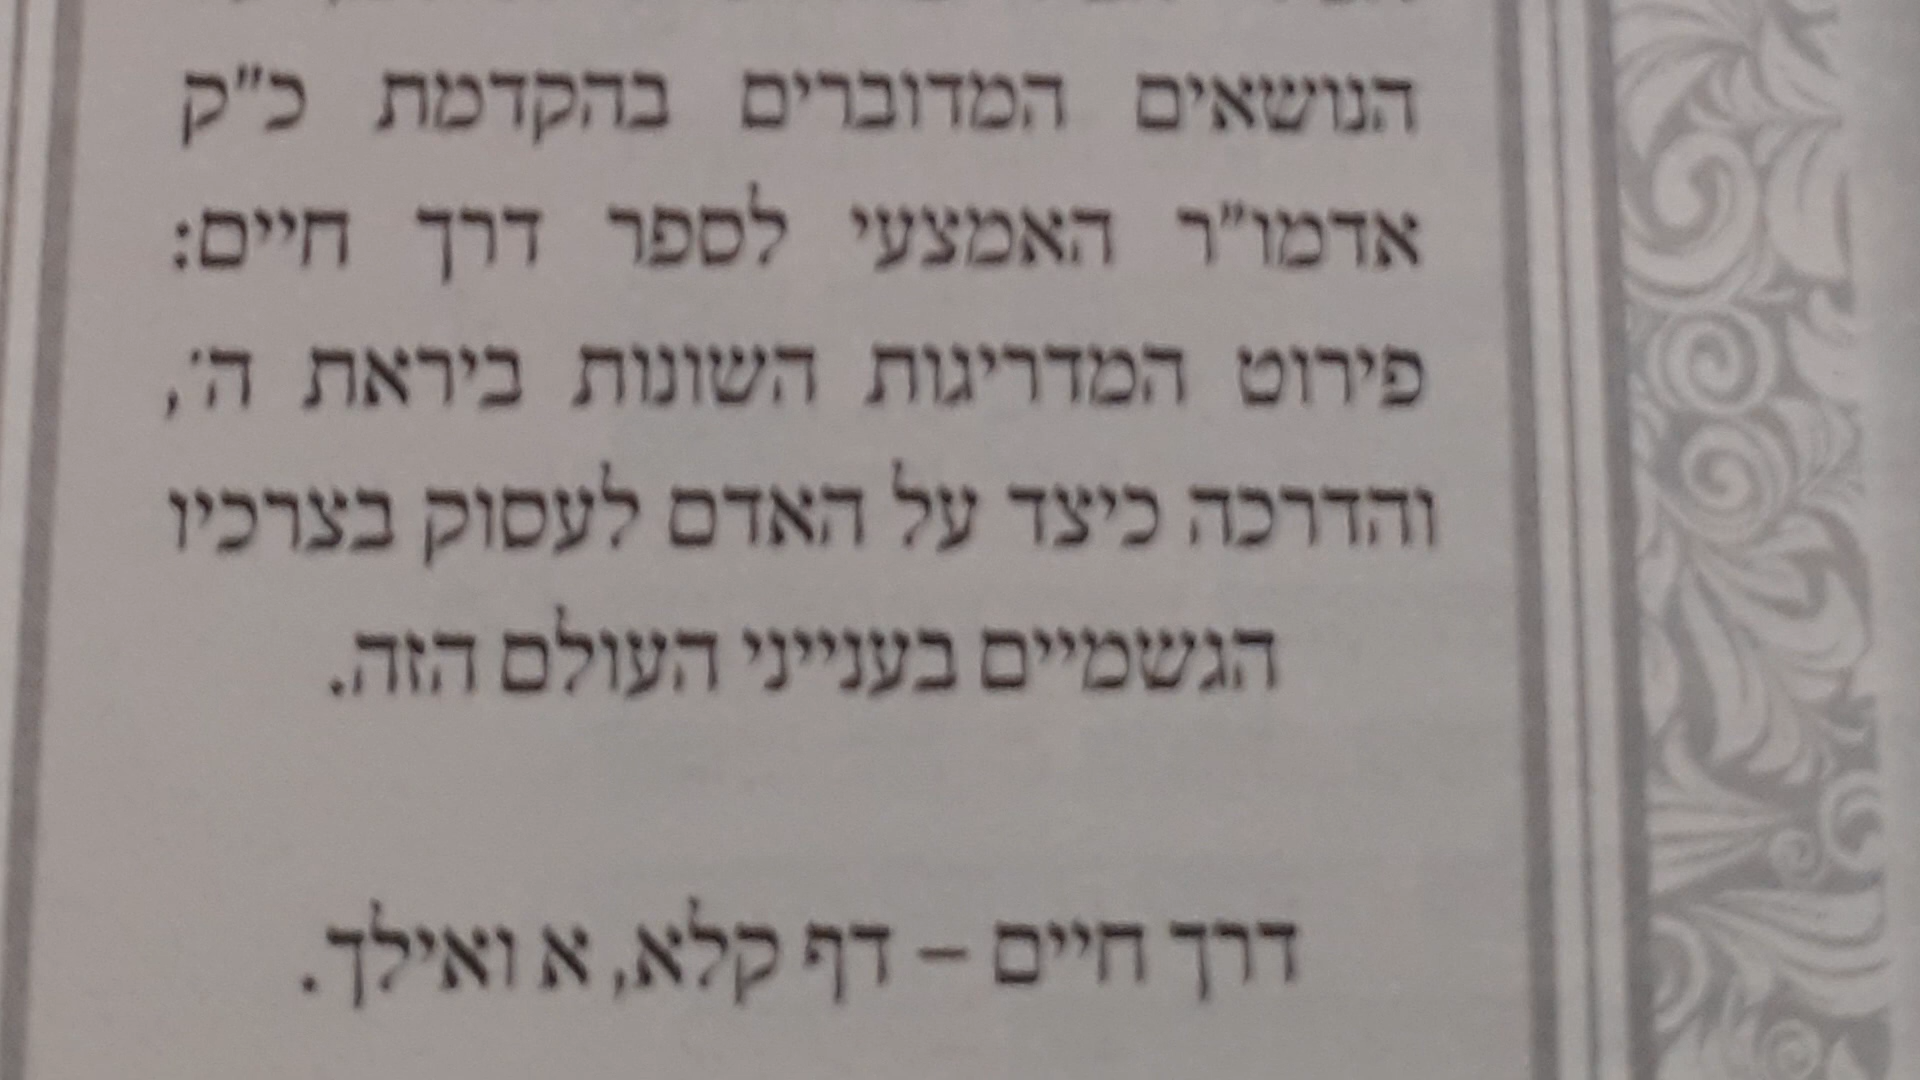 הנושאים המדוברים בהקדמת כ"ק
אדמו"ר האמצעי לספר דרך חיים:
פירוט המדריגות השונות ביראת ה',
והדרכה כיצד על האדם לעסוק בצרכיו
הגשמיים בענייני העולם הזה.
דרך חיים – דף קלא, א ואילך.